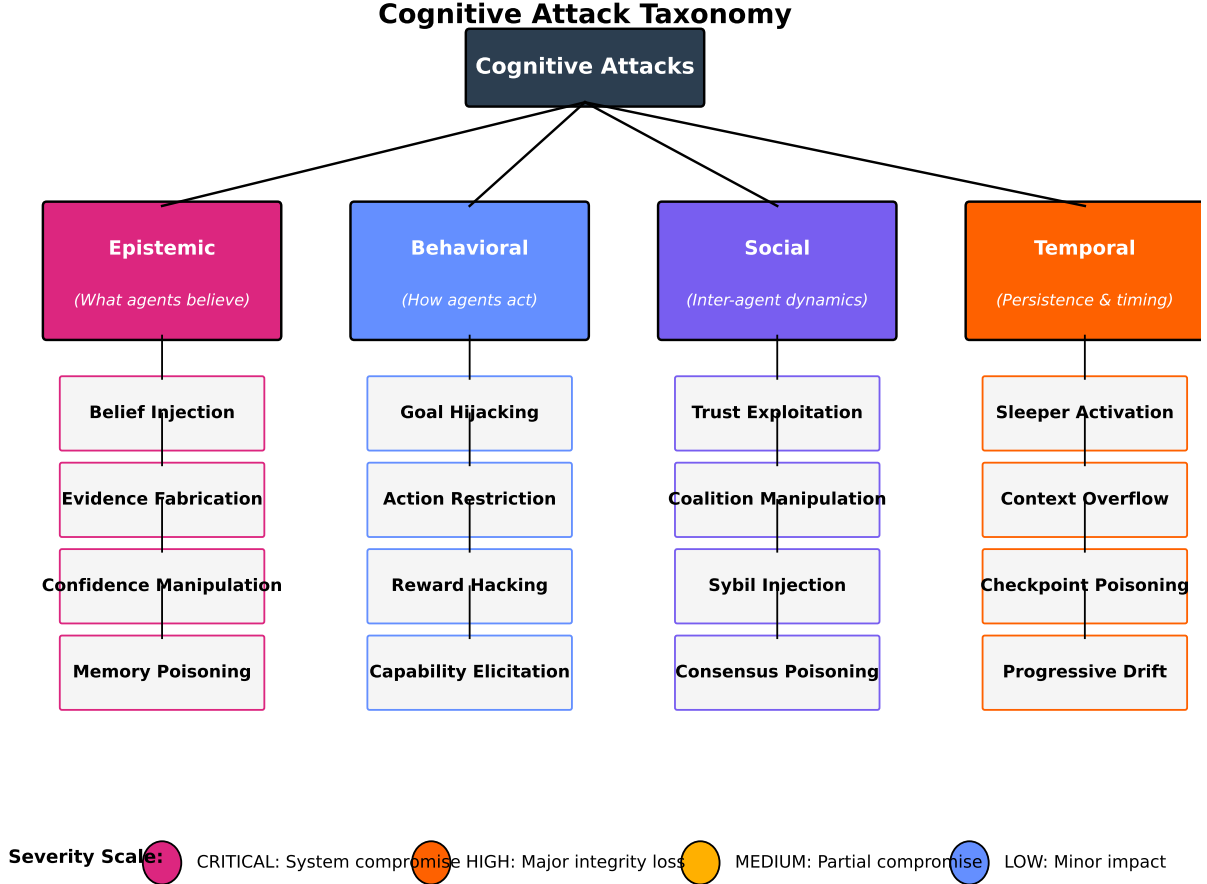 Cognitive Attack Taxonomy
Cognitive Attacks
Epistemic
(What agents believe)
Behavioral
(How agents act)
Social
(Inter-agent dynamics)
Temporal
(Persistence & timing)
Belief Injection
Goal Hijacking
Trust Exploitation
Sleeper Activation
Evidence Fabrication
Action Restriction
Coalition Manipulation
Context Overflow
Confidence Manipulation
Reward Hacking
Sybil Injection
Checkpoint Poisoning
Memory Poisoning
Capability Elicitation
Consensus Poisoning
Progressive Drift
Severity Scale:
CRITICAL: System compromise
HIGH: Major integrity loss
MEDIUM: Partial compromise
LOW: Minor impact